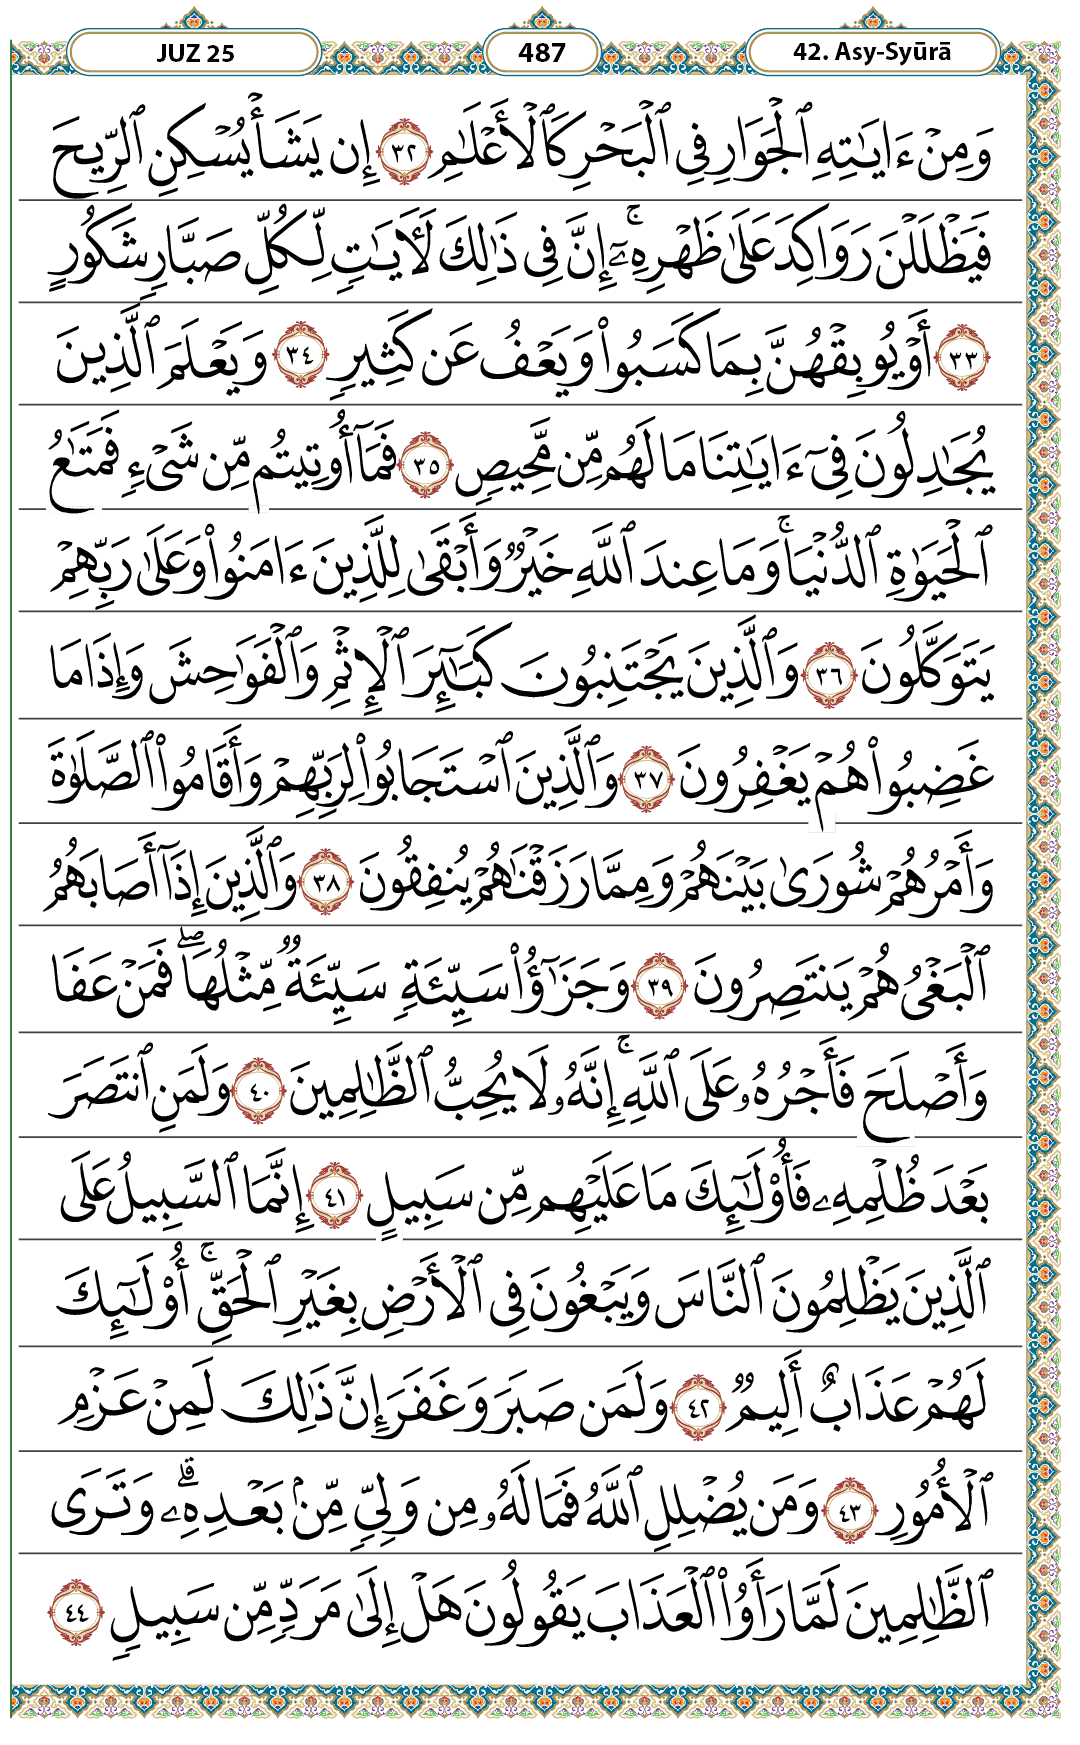 JUZ 25
487
42. Asy-Syūrā
وَمِنْ ءَايَٰتِهِ ٱلْجَوَارِ فِى ٱلْبَحْرِ كَٱلْأَعْلَٰمِ ٣٢ إِن يَشَأْ يُسْكِنِ ٱلرِّيحَ
فَيَظْلَلْنَ رَوَاكِدَ عَلَىٰ ظَهْرِهِۦٓ ۚ إِنَّ فِى ذَٰلِكَ لَءَايَٰتٍ لِّكُلِّ صَبَّارٍ شَكُورٍ
٣٣ أَوْ يُوبِقْهُنَّ بِمَا كَسَبُوا۟ وَيَعْفُ عَن كَثِيرٍ ٣٤ وَيَعْلَمَ ٱلَّذِينَ
يُجَٰدِلُونَ فِىٓ ءَايَٰتِنَا مَا لَهُم مِّن مَّحِيصٍ ٣٥ فَمَآ أُوتِيتُم مِّن شَىْءٍ فَمَتَٰعُ
ٱلْحَيَوٰةِ ٱلدُّنْيَا ۚ وَمَا عِندَ ٱللَّهِ خَيْرٌ وَأَبْقَىٰ لِلَّذِينَ ءَامَنُوا۟ وَعَلَىٰ رَبِّهِمْ
يَتَوَكَّلُونَ ٣٦ وَٱلَّذِينَ يَجْتَنِبُونَ كَبَٰٓئِرَ ٱلْإِثْمِ وَٱلْفَوَٰحِشَ وَإِذَا مَا
غَضِبُوا۟ هُمْ يَغْفِرُونَ ٣٧ وَٱلَّذِينَ ٱسْتَجَابُوا۟ لِرَبِّهِمْ وَأَقَامُوا۟ ٱلصَّلَوٰةَ
وَأَمْرُهُمْ شُورَىٰ بَيْنَهُمْ وَمِمَّا رَزَقْنَٰهُمْ يُنفِقُونَ ٣٨ وَٱلَّذِينَ إِذَآ أَصَابَهُمُ
ٱلْبَغْىُ هُمْ يَنتَصِرُونَ ٣٩ وَجَزَٰٓؤُا۟ سَيِّئَةٍ سَيِّئَةٌ مِّثْلُهَا ۖ فَمَنْ عَفَا
وَأَصْلَحَ فَأَجْرُهُۥ عَلَى ٱللَّهِ ۚ إِنَّهُۥ لَا يُحِبُّ ٱلظَّٰلِمِينَ ٤٠ وَلَمَنِ ٱنتَصَرَ
بَعْدَ ظُلْمِهِۦ فَأُو۟لَٰٓئِكَ مَا عَلَيْهِم مِّن سَبِيلٍ ٤١ إِنَّمَا ٱلسَّبِيلُ عَلَى
ٱلَّذِينَ يَظْلِمُونَ ٱلنَّاسَ وَيَبْغُونَ فِى ٱلْأَرْضِ بِغَيْرِ ٱلْحَقِّ ۚ أُو۟لَٰٓئِكَ
لَهُمْ عَذَابٌ أَلِيمٌ ٤٢ وَلَمَن صَبَرَ وَغَفَرَ إِنَّ ذَٰلِكَ لَمِنْ عَزْمِ
ٱلْأُمُورِ ٤٣ وَمَن يُضْلِلِ ٱللَّهُ فَمَا لَهُۥ مِن وَلِىٍّ مِّنۢ بَعْدِهِۦ ۗ وَتَرَى
ٱلظَّٰلِمِينَ لَمَّا رَأَوُا۟ ٱلْعَذَابَ يَقُولُونَ هَلْ إِلَىٰ مَرَدٍّ مِّن سَبِيلٍ ٤٤